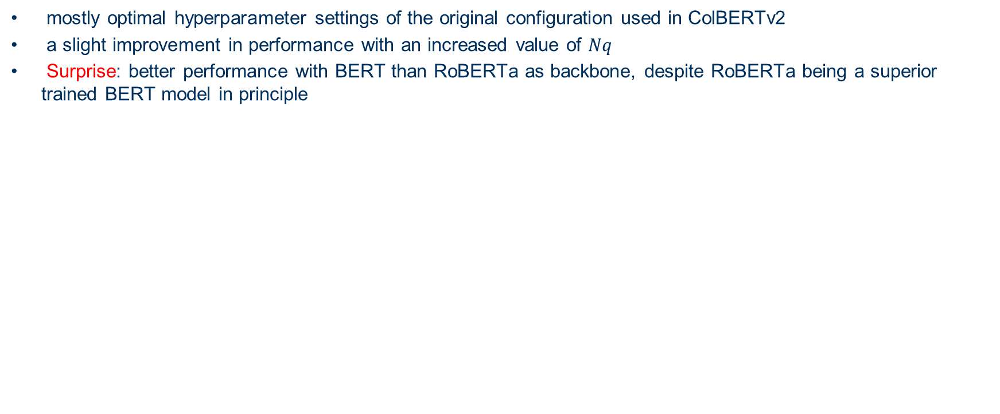 • mostly optimal hyperparameter settings of the original configuration used in ColBERTv2
• a slight improvement in performance with an increased value of 𝑁𝑞
• Surprise: better performance with BERT than RoBERTa as backbone, despite RoBERTa being a superior
trained BERT model in principle